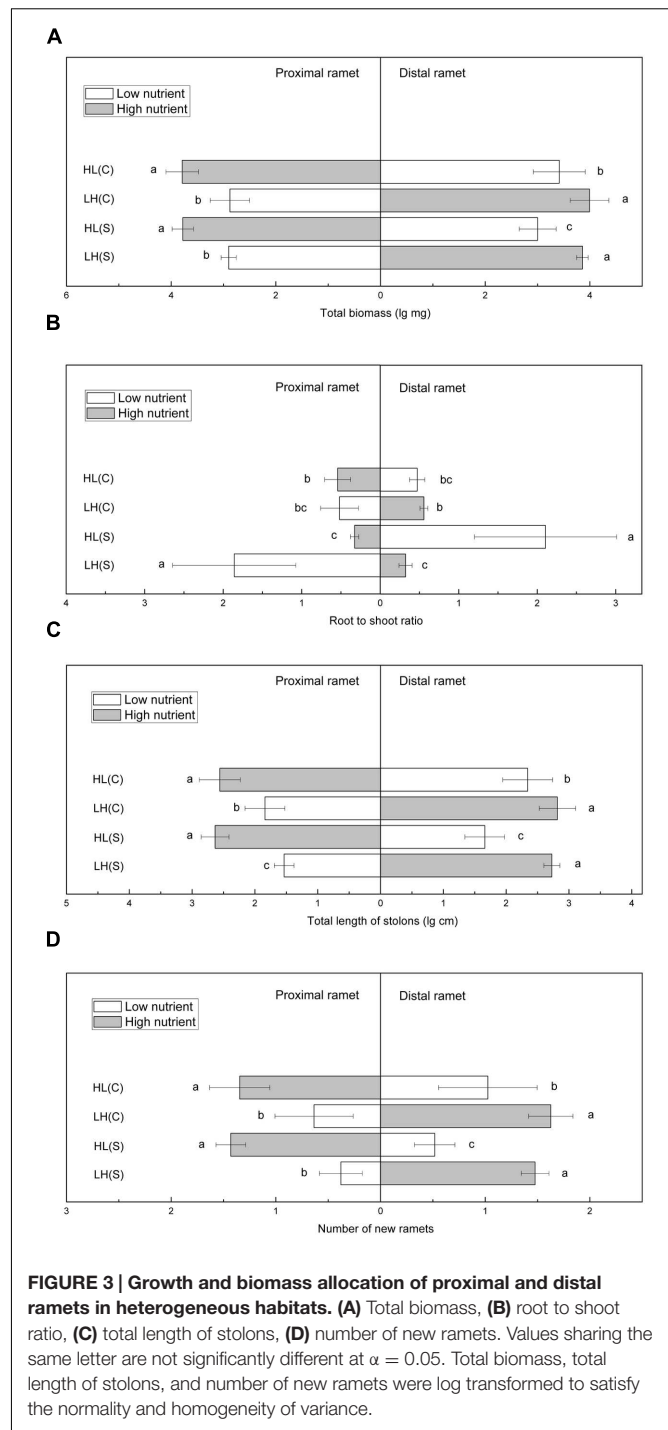 A
Proximal ramet Distal ramet
Low nutrient
High nutrient
HL(C) a b
LH(C) b a
HL(S) a c
LH(S) b a
6 4 2 0 2 4
Total biomass (lg mg)
B
Proximal ramet Distal ramet
Low nutrient
High nutrient
HL(C) b bc
LH(C) bc b
HL(S) c a
LH(S) a c
4 3 2 1 0 1 2 3
Root to shoot ratio
C
Proximal ramet Distal ramet
Low nutrient
High nutrient
HL(C) a b
LH(C) b a
HL(S) a c
LH(S) c a
5 4 3 2 1 0 1 2 3 4
Total length of stolons (lg cm)
D
Proximal ramet Distal ramet
Low nutrient
High nutrient
HL(C) a b
LH(C) b a
HL(S) a c
LH(S) b a
3 2 1 0 1 2
Number of new ramets
FIGURE 3 | Growth and biomass allocation of proximal and distal
ramets in heterogeneous habitats. (A) Total biomass, (B) root to shoot
ratio, (C) total length of stolons, (D) number of new ramets. Values sharing the
same letter are not significantly different at α = 0.05. Total biomass, total
length of stolons, and number of new ramets were log transformed to satisfy
the normality and homogeneity of variance.